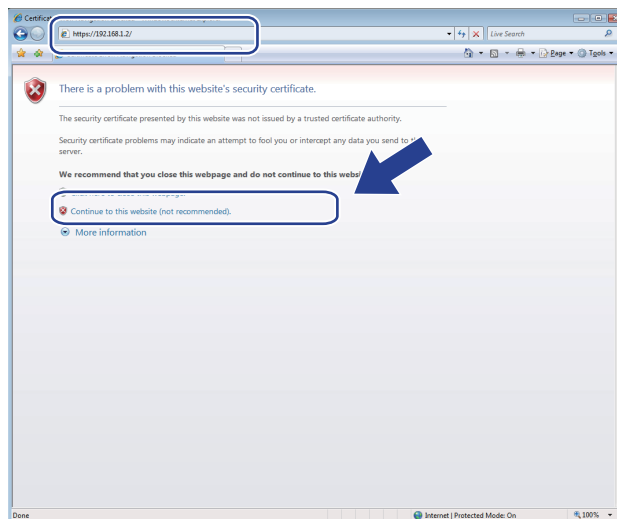 Certificat
https://192.168.1.2/
Live Search
Page
Tools
There is a problem with this website's security certificate.
The security certificate presented by this website was not issued by a trusted certificate authority.
Security certificate problems may indicate an attempt to fool you or intercept any data you send to
server.
We recommend that you close this webpage and do not continue to this
Continue to this website (not recommended).
More information
Done
Internet | Protected Mode: On
100%